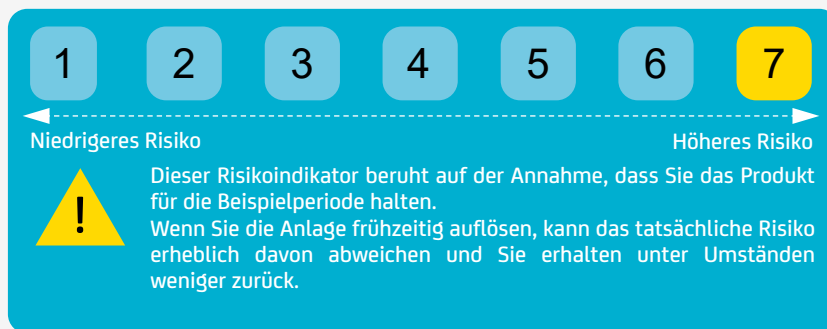 1 2 3 4 5 6 7
Niedrigeres Risiko Höheres Risiko
Dieser Risikoindikator beruht auf der Annahme, dass Sie das Produkt
für die Beispielperiode halten.
Wenn Sie die Anlage frühzeitig auflösen, kann das tatsächliche Risiko
erheblich davon abweichen und Sie erhalten unter Umständen
weniger zurück.
!